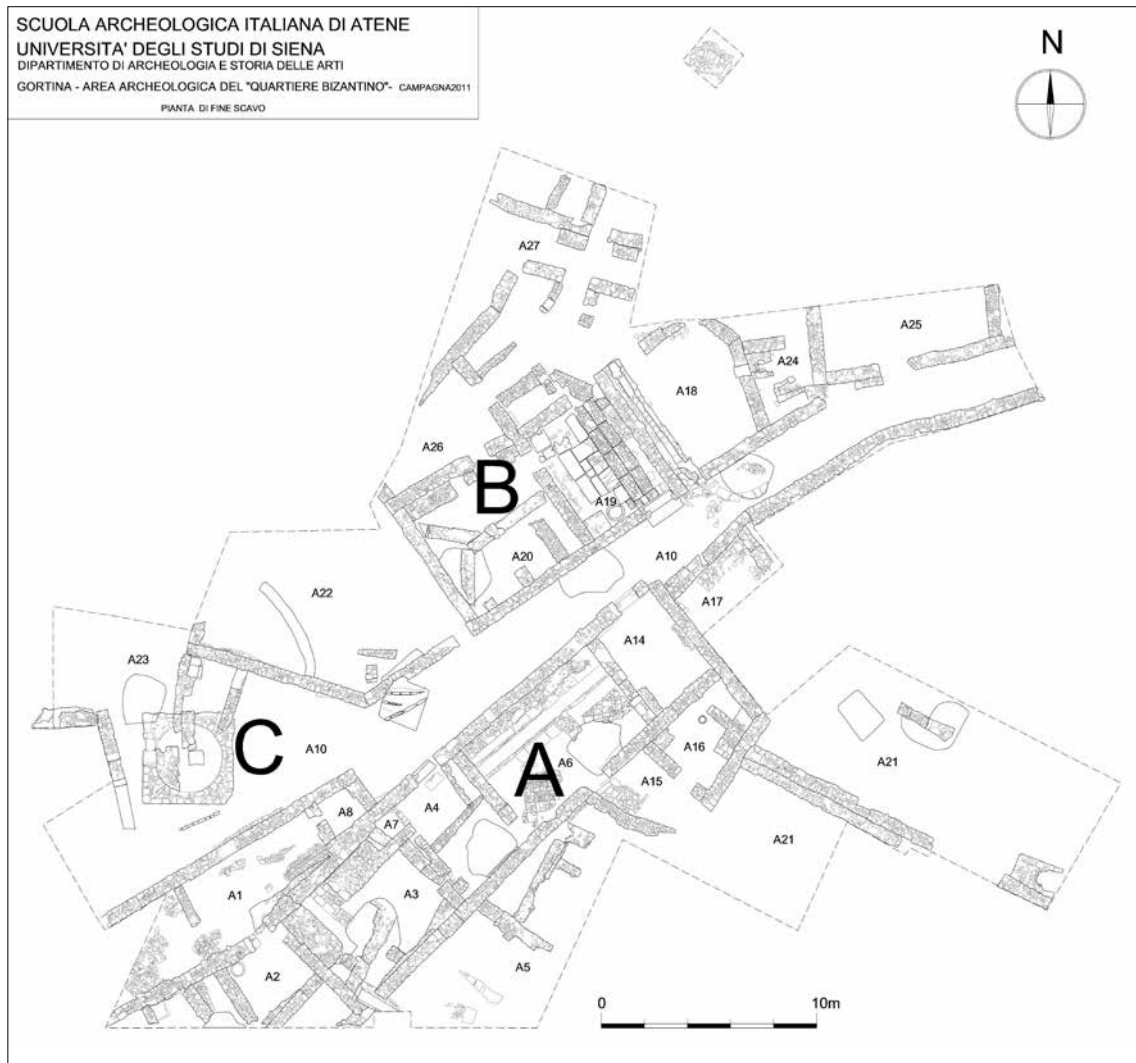 SCUOLA ARCHEOLOGICA ITALIANA DI ATENE
UNIVERSITA' DEGLI STUDI DI SIENA
DIPARTIMENTO DI ARCHEOLOGIA E STORIA DELLE ARTI
GORTINA - AREA ARCHEOLOGICA DEL "QUARTIERE BIZANTINO"- CAMPAGNA2011
PIANTA DI FINE SCAVO
N
A27
A25
A24
A18
A26
B
A19
A20
A10
A17
A22
A14
A23
C
A10
A16
A21
A
A6
A15
A8
A4
A7
A21
A1
A3
A5
A2
0 10m